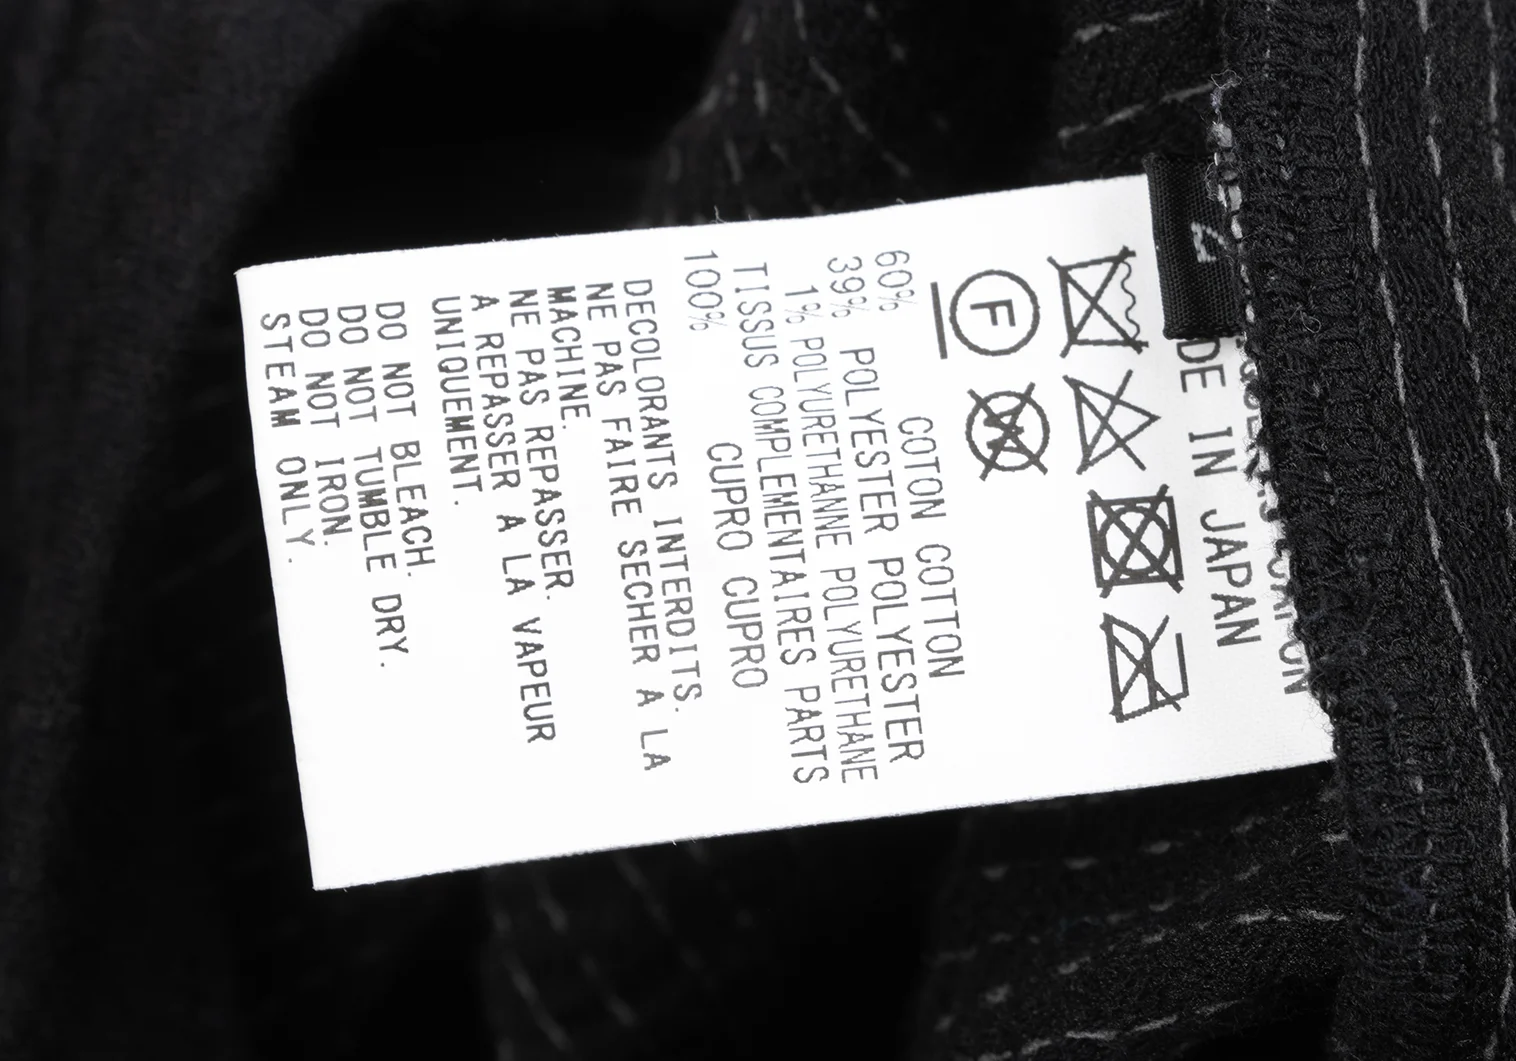 DE IN JAPAN
F
W
60% COTON COTTON
39% POLYESTER POLYESTER
1% POLYURETHANNE POLYURETHANE
TISSUS COMPLEMENTAIRES PARTS
100% CUPRO CUPRO
DECOLORANTS INTERDITS.
NE PAS FAIRE SECHER A LA
MACHINE.
NE PAS REPASSER.
A REPASSER A LA VAPEUR
UNIQUEMENT.
DO NOT BLEACH.
DO NOT TUMBLE DRY.
DO NOT IRON.
STEAM ONLY.